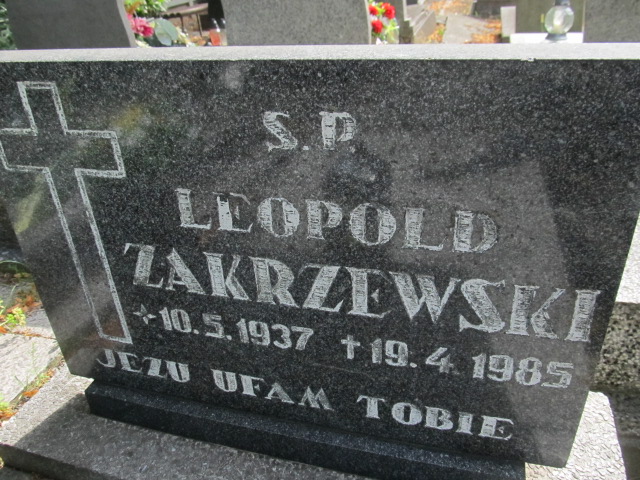 S.P.
LEOPOLD
ZAKRZEWSKI
*10.5.1937 †19.4.1985
JEZU UFAM TOBIE